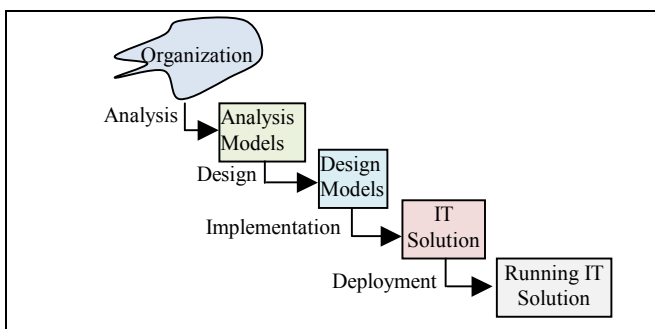 Organization
Analysis
Analysis
Models
Design
Design
Models
Implementation
IT
Solution
Deployment
Running IT
Solution